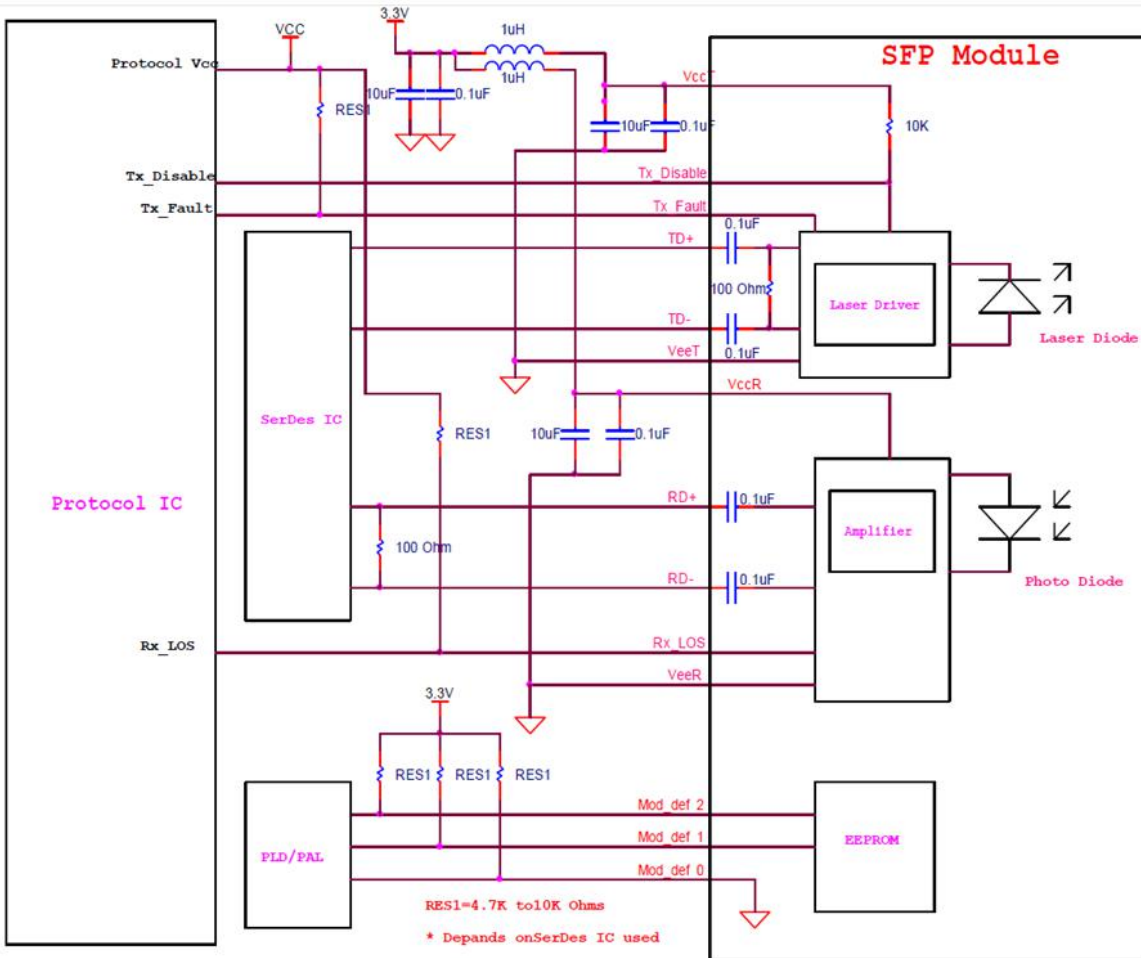 3.3V
VCC
1uH
SFP Module
Protocol Vcc
1uH
VccT
10uF
0.1uF
RES1
10uF
0.1uF
10K
Tx_Disable
Tx_Disable
Tx_Fault
Tx_Fault
0.1uF
TD+
100 Ohm
Laser Driver
TD-
Laser Diode
VeeT
0.1uF
VccR
SerDes IC
RES1
10uF
0.1uF
Protocol IC
RD+
0.1uF
Amplifier
100 Ohm
RD-
0.1uF
Photo Diode
Rx_LOS
Rx_LOS
VeeR
3.3V
RES1
RES1
RES1
Mod_def 2
Mod_def 1
EEPROM
PLD/PAL
Mod_def 0
RES1=4.7K to10K Ohms
* Depands onSerDes IC used